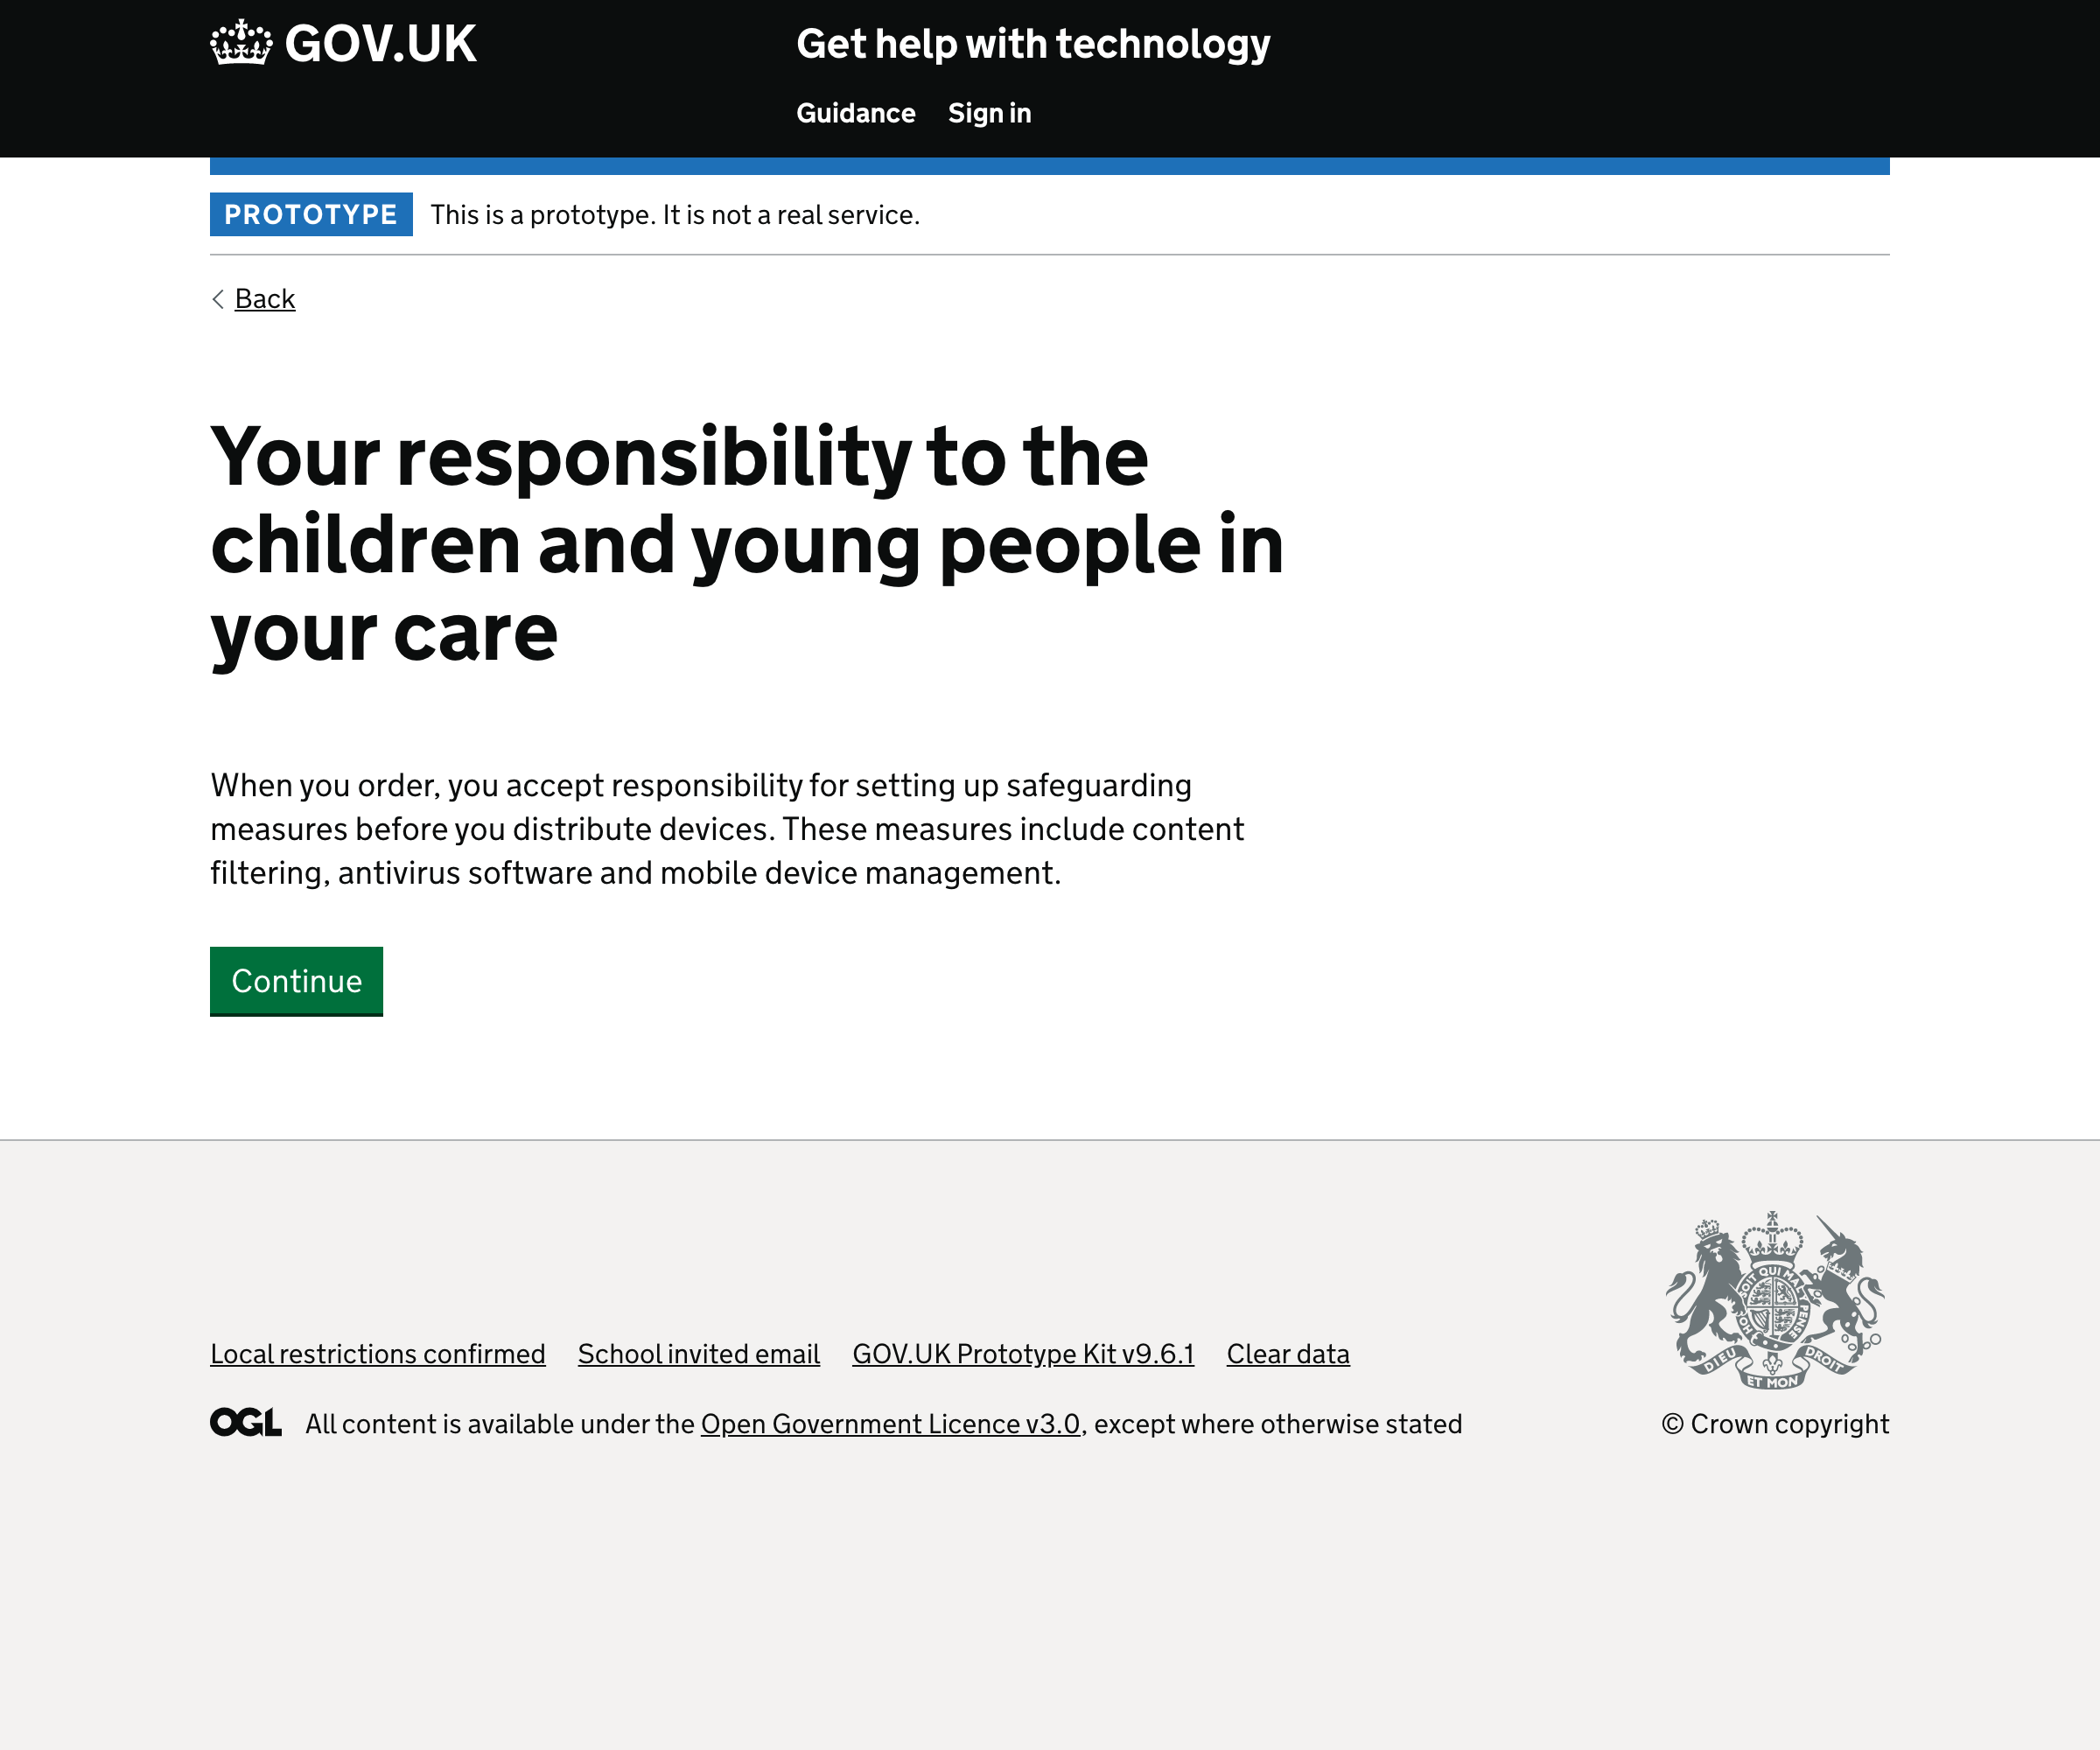 GOV.UK
Get help with technology
Guidance Sign in
PROTOTYPE This is a prototype. It is not a real service.
Back
Your responsibility to the
children and young people in
your care
When you order, you accept responsibility for setting up safeguarding
measures before you distribute devices. These measures include content
filtering, antivirus software and mobile device management.
Continue
Local restrictions confirmed School invited email GOV.UK Prototype Kit v9.6.1 Clear data
OGL All content is available under the Open Government Licence v3.0, except where otherwise stated
DIEU ET MON DROIT
© Crown copyright